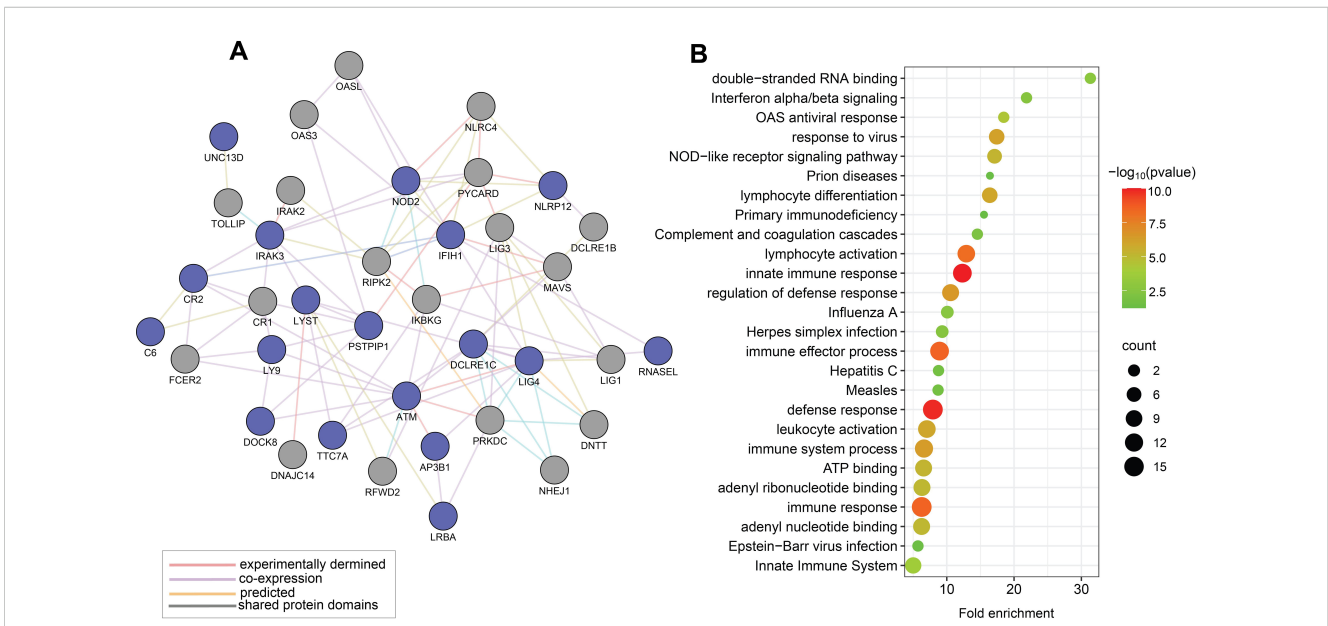 A
OASL
OAS3
NLRC4
UNC13D
PYCARD
NOD2
NLRP12
IRAK2
TOLLIP
IRAK3
IFIH1
LIG3
DCLRE1B
RIPK2
MAVS
CR2
CR1
LYST
IKBKG
C6
PSTPIP1
FCER2
LY9
DCLRE1C
LIG4
LIG1
RNASEL
ATM
DOCK8
TTC7A
PRKDC
DNTT
DNAJC14
AP3B1
RFWD2
NHEJ1
LRBA
experimentally dermined
co-expression
predicted
shared protein domains
B
double−stranded RNA binding
Interferon alpha/beta signaling
OAS antiviral response
response to virus
NOD−like receptor signaling pathway
Prion diseases
lymphocyte differentiation
Primary immunodeficiency
Complement and coagulation cascades
lymphocyte activation
innate immune response
regulation of defense response
Influenza A
Herpes simplex infection
immune effector process
Hepatitis C
Measles
defense response
leukocyte activation
immune system process
ATP binding
adenyl ribonucleotide binding
immune response
adenyl nucleotide binding
Epstein−Barr virus infection
Innate Immune System
10 20 30
Fold enrichment
−log10(pvalue)
10.0
7.5
5.0
2.5
count
2
6
9
12
15